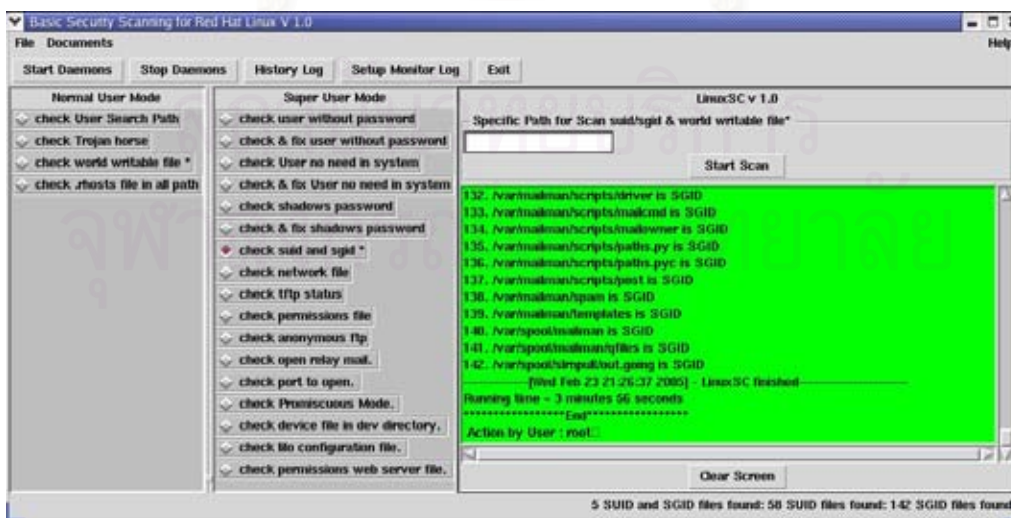 Basic Security Scanning for Red Hat Linux V 1.0
File Documents Help
Start Daemons Stop Daemons History Log Setup Monitor Log Exit
Normal User Mode
check User Search Path
check Trojan horse
check world writable file *
check .rhosts file in all path
Super User Mode
check user without password
check & fix user without password
check User no need in system
check & fix User no need in system
check shadows password
check & fix shadows password
check suid and sgid *
check network file
check tftp status
check permissions file
check anonymous ftp
check open relay mail.
check port to open.
check Promiscuous Mode.
check device file in dev directory.
check lilo configuration file.
check permissions web server file.
LinuxSC v 1.0
Specific Path for Scan suid/sgid & world writable file*
Start Scan
132. /var/mailman/scripts/driver is SGID
133. /var/mailman/scripts/mailcmd is SGID
134. /var/mailman/scripts/mailowner is SGID
135. /var/mailman/scripts/paths.py is SGID
136. /var/mailman/scripts/paths.pyc is SGID
137. /var/mailman/scripts/post is SGID
138. /var/mailman/spam is SGID
139. /var/mailman/templates is SGID
140. /var/spool/mailman is SGID
141. /var/spool/mailman/qfiles is SGID
142. /var/spool/slrnpull/out.going is SGID
---------------[Wed Feb 23 21:26:37 2005] - LinuxSC finished-------------------------
Running time = 3 minutes 56 seconds
******************End******************
Action by User : root
Clear Screen
5 SUID and SGID files found: 58 SUID files found: 142 SGID files found